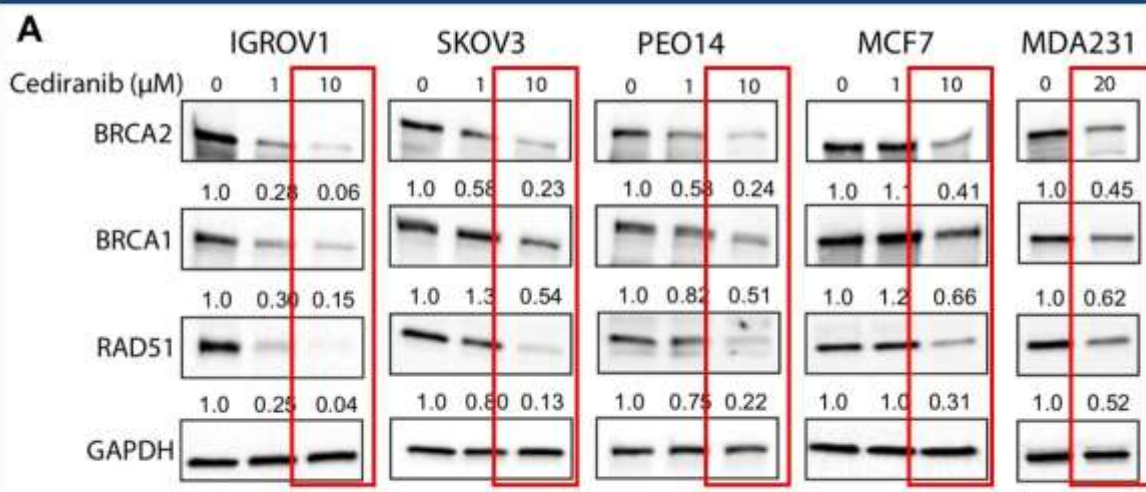 A
IGROV1 SKOV3 PEO14 MCF7 MDA231
Cediranib (μM) 0 1 10 0 1 10 0 1 10 0 1 10 0 20
BRCA2
1.0 0.28 0.06 1.0 0.58 0.23 1.0 0.58 0.24 1.0 1.1 0.41 1.0 0.45
BRCA1
1.0 0.30 0.15 1.0 1.3 0.54 1.0 0.82 0.51 1.0 1.2 0.66 1.0 0.62
RAD51
1.0 0.25 0.04 1.0 0.80 0.13 1.0 0.75 0.22 1.0 1.0 0.31 1.0 0.52
GAPDH